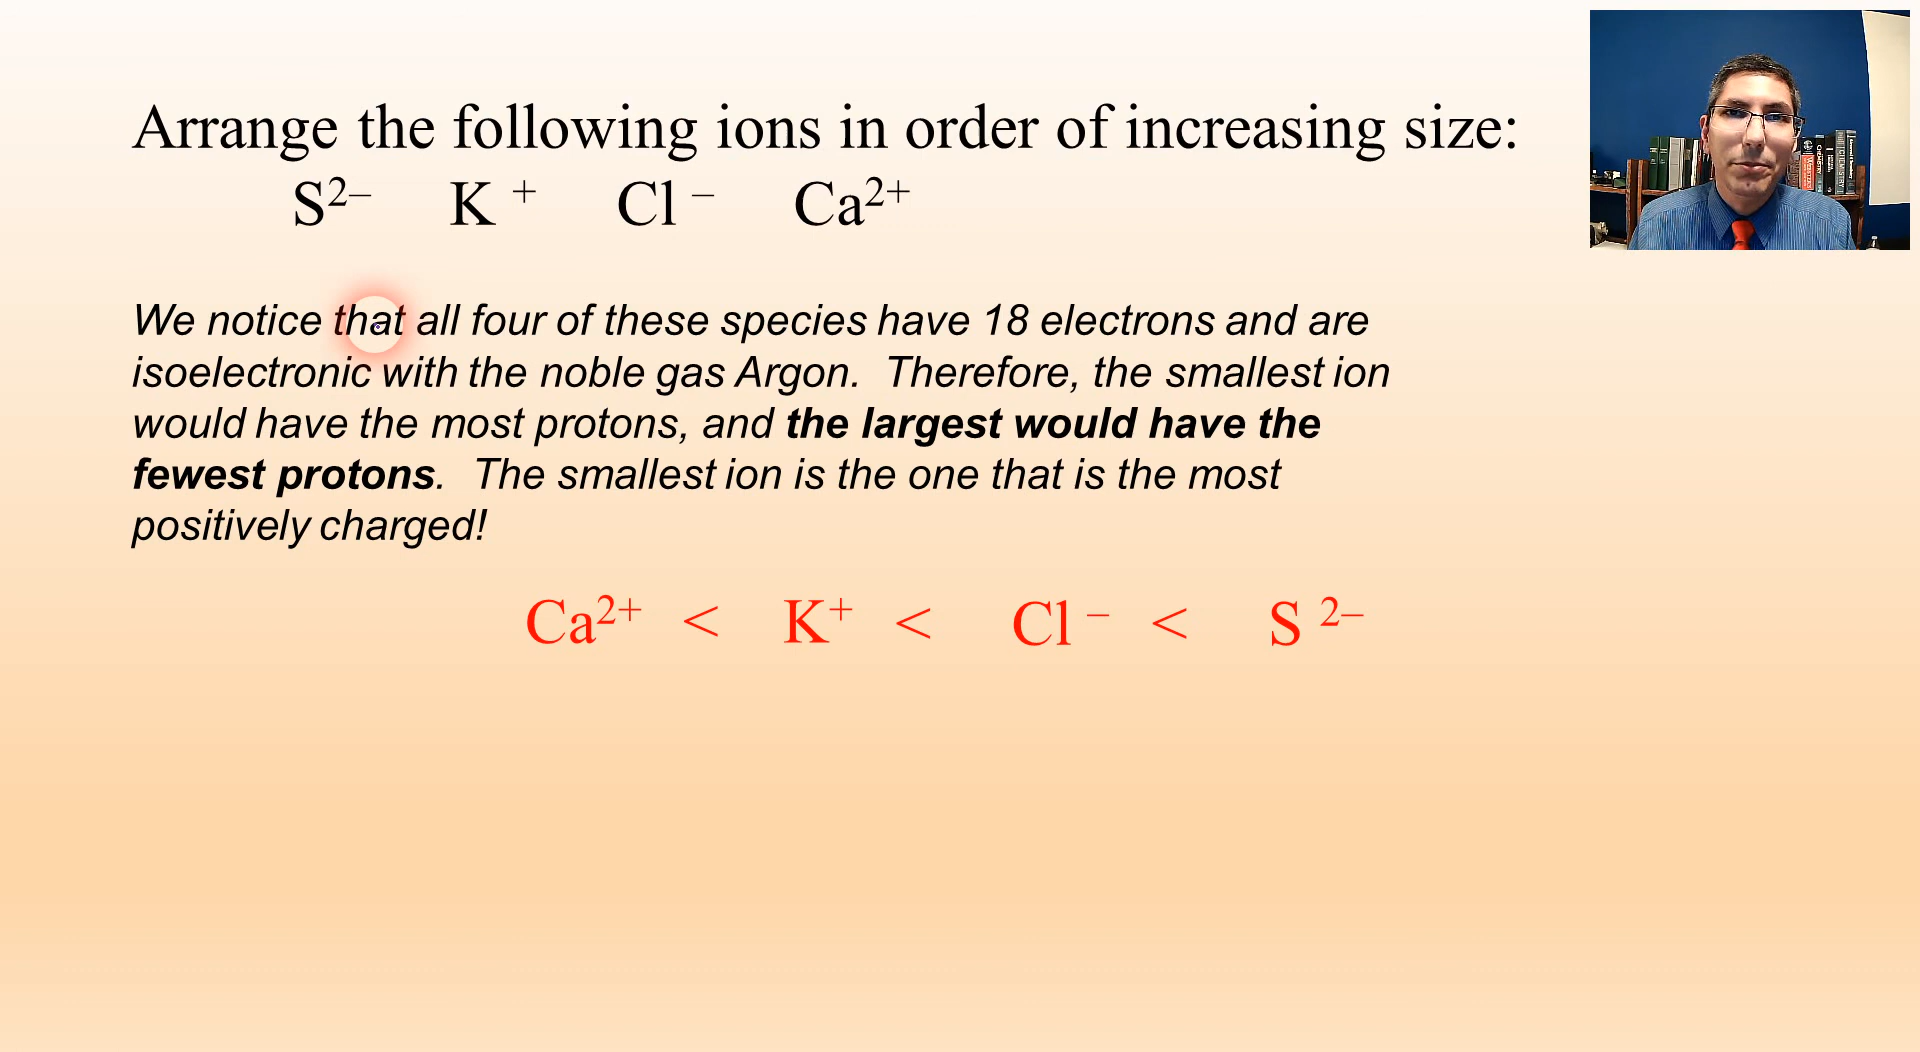 Arrange the following ions in order of increasing size:
S²⁻ K ⁺ Cl ⁻ Ca²⁺
We notice that all four of these species have 18 electrons and are
isoelectronic with the noble gas Argon. Therefore, the smallest ion
would have the most protons, and the largest would have the
fewest protons. The smallest ion is the one that is the most
positively charged!
Ca²⁺ < K⁺ < Cl ⁻ < S ²⁻